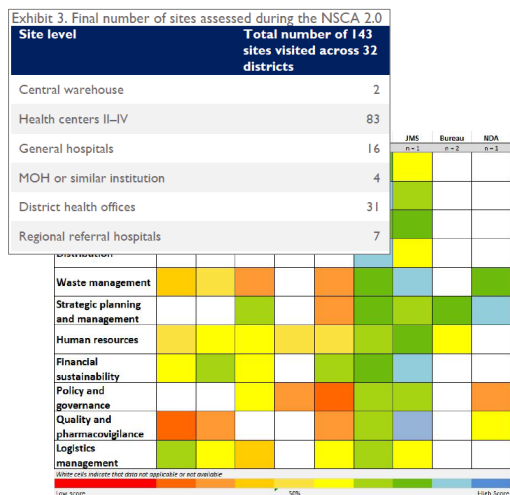 Exhibit 3. Final number of sites assessed during the NSCA 2.0
Site level
Total number of 143
sites visited across 32
districts
Central warehouse 2
Health centers II–IV 83
General hospitals 16
MOH or similar institution 4
District health offices 31
Regional referral hospitals 7
JMS Bureau NDA
n = 1 n = 2 n = 1
Distribution
Waste management
Strategic planning
and management
Human resources
Financial
sustainability
Policy and
governance
Quality and
pharmacovigilance
Logistics
management
White cells indicate that data not applicable or not available
Low score 50% High Score